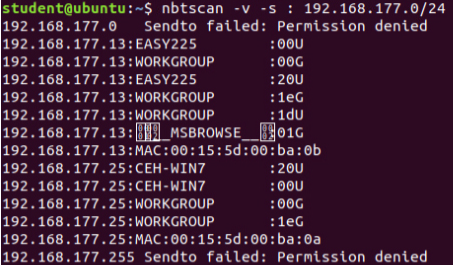 student@ubuntu:~$ nbtscan -v -s : 192.168.177.0/24
192.168.177.0   Sendto failed: Permission denied
192.168.177.13:EASY225         :00U
192.168.177.13:WORKGROUP       :00G
192.168.177.13:EASY225         :20U
192.168.177.13:WORKGROUP       :1eG
192.168.177.13:WORKGROUP       :1dU
192.168.177.13:__MSBROWSE__:01G
192.168.177.13:MAC:00:15:5d:00:ba:0b
192.168.177.25:CEH-WIN7        :20U
192.168.177.25:CEH-WIN7        :00U
192.168.177.25:WORKGROUP       :00G
192.168.177.25:WORKGROUP       :1eG
192.168.177.25:MAC:00:15:5d:00:ba:0a
192.168.177.255 Sendto failed: Permission denied